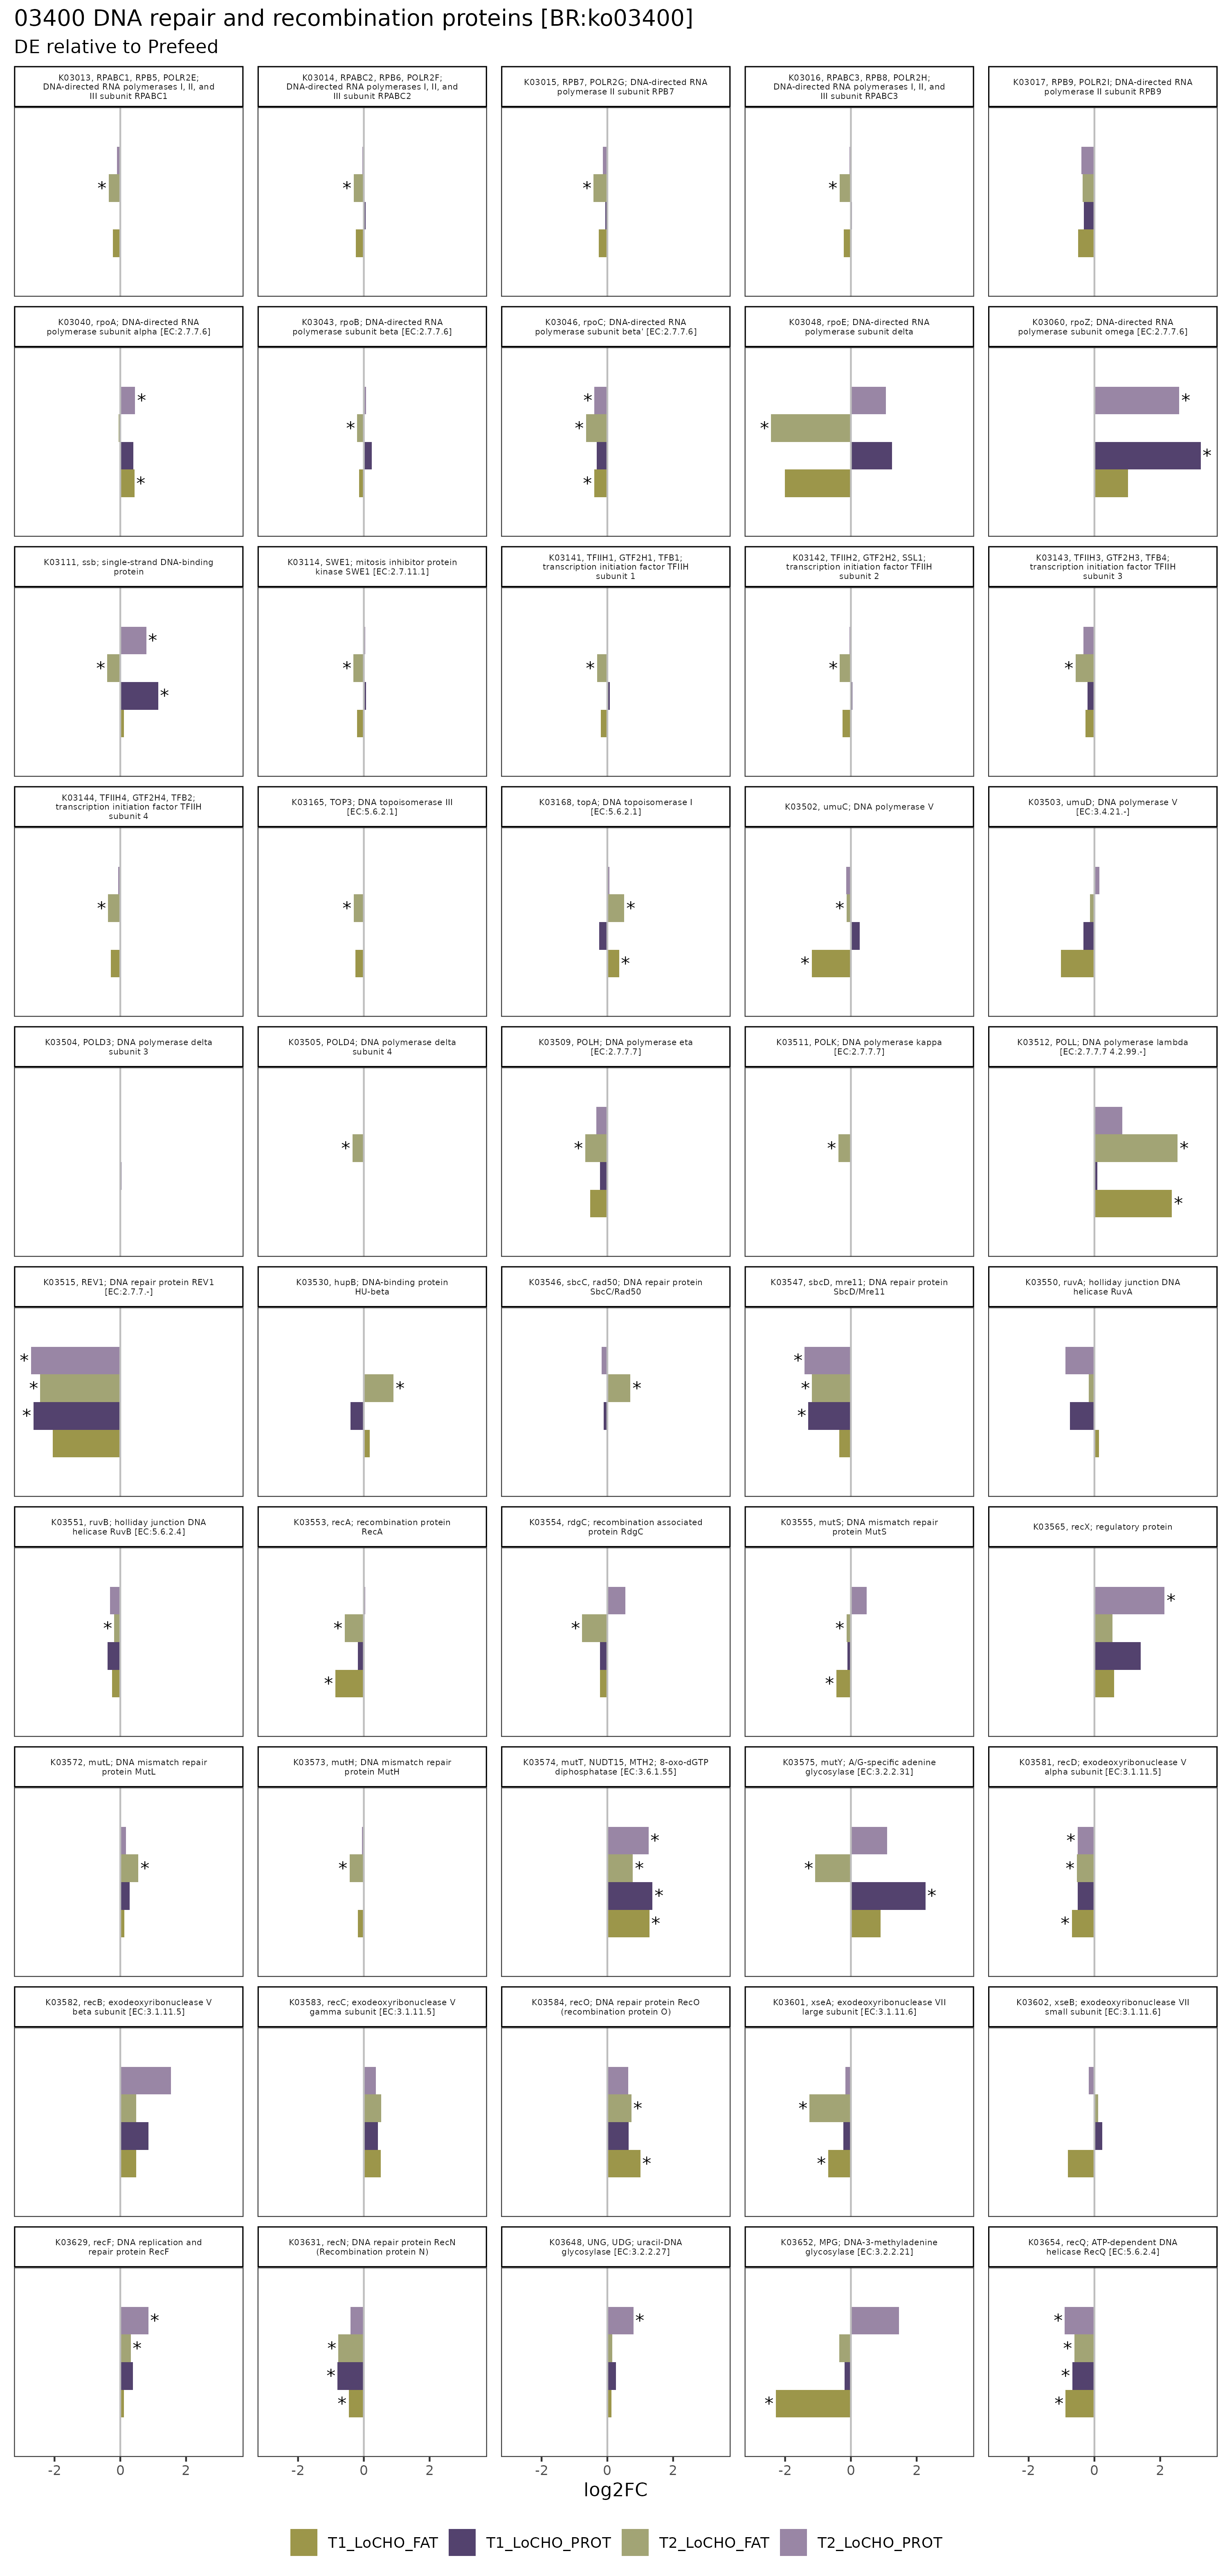 03400 DNA repair and recombination proteins [BR:ko03400]
DE relative to Prefeed
K03013, RPABC1, RPB5, POLR2E;
DNA-directed RNA polymerases I, II, and
III subunit RPABC1
K03014, RPABC2, RPB6, POLR2F;
DNA-directed RNA polymerases I, II, and
III subunit RPABC2
K03015, RPB7, POLR2G; DNA-directed RNA
polymerase II subunit RPB7
K03016, RPABC3, RPB8, POLR2H;
DNA-directed RNA polymerases I, II, and
III subunit RPABC3
K03017, RPB9, POLR2I; DNA-directed RNA
polymerase II subunit RPB9
*
*
*
*
K03040, rpoA; DNA-directed RNA
polymerase subunit alpha [EC:2.7.7.6]
K03043, rpoB; DNA-directed RNA
polymerase subunit beta [EC:2.7.7.6]
K03046, rpoC; DNA-directed RNA
polymerase subunit beta' [EC:2.7.7.6]
K03048, rpoE; DNA-directed RNA
polymerase subunit delta
K03060, rpoZ; DNA-directed RNA
polymerase subunit omega [EC:2.7.7.6]
*
*
*
*
*
*
*
*
*
K03111, ssb; single-strand DNA-binding
protein
K03114, SWE1; mitosis inhibitor protein
kinase SWE1 [EC:2.7.11.1]
K03141, TFIIH1, GTF2H1, TFB1;
transcription initiation factor TFIIH
subunit 1
K03142, TFIIH2, GTF2H2, SSL1;
transcription initiation factor TFIIH
subunit 2
K03143, TFIIH3, GTF2H3, TFB4;
transcription initiation factor TFIIH
subunit 3
*
*
*
*
*
*
*
K03144, TFIIH4, GTF2H4, TFB2;
transcription initiation factor TFIIH
subunit 4
K03165, TOP3; DNA topoisomerase III
[EC:5.6.2.1]
K03168, topA; DNA topoisomerase I
[EC:5.6.2.1]
K03502, umuC; DNA polymerase V
K03503, umuD; DNA polymerase V
[EC:3.4.21.-]
*
*
*
*
*
*
K03504, POLD3; DNA polymerase delta
subunit 3
K03505, POLD4; DNA polymerase delta
subunit 4
K03509, POLH; DNA polymerase eta
[EC:2.7.7.7]
K03511, POLK; DNA polymerase kappa
[EC:2.7.7.7]
K03512, POLL; DNA polymerase lambda
[EC:2.7.7.7 4.2.99.-]
*
*
*
*
*
K03515, REV1; DNA repair protein REV1
[EC:2.7.7.-]
K03530, hupB; DNA-binding protein
HU-beta
K03546, sbcC, rad50; DNA repair protein
SbcC/Rad50
K03547, sbcD, mre11; DNA repair protein
SbcD/Mre11
K03550, ruvA; holliday junction DNA
helicase RuvA
*
*
*
*
*
*
*
*
K03551, ruvB; holliday junction DNA
helicase RuvB [EC:5.6.2.4]
K03553, recA; recombination protein
RecA
K03554, rdgC; recombination associated
protein RdgC
K03555, mutS; DNA mismatch repair
protein MutS
K03565, recX; regulatory protein
*
*
*
*
*
*
*
K03572, mutL; DNA mismatch repair
protein MutL
K03573, mutH; DNA mismatch repair
protein MutH
K03574, mutT, NUDT15, MTH2; 8-oxo-dGTP
diphosphatase [EC:3.6.1.55]
K03575, mutY; A/G-specific adenine
glycosylase [EC:3.2.2.31]
K03581, recD; exodeoxyribonuclease V
alpha subunit [EC:3.1.11.5]
*
*
*
*
*
*
*
*
*
*
*
K03582, recB; exodeoxyribonuclease V
beta subunit [EC:3.1.11.5]
K03583, recC; exodeoxyribonuclease V
gamma subunit [EC:3.1.11.5]
K03584, recO; DNA repair protein RecO
(recombination protein O)
K03601, xseA; exodeoxyribonuclease VII
large subunit [EC:3.1.11.6]
K03602, xseB; exodeoxyribonuclease VII
small subunit [EC:3.1.11.6]
*
*
*
*
K03629, recF; DNA replication and
repair protein RecF
K03631, recN; DNA repair protein RecN
(Recombination protein N)
K03648, UNG, UDG; uracil-DNA
glycosylase [EC:3.2.2.27]
K03652, MPG; DNA-3-methyladenine
glycosylase [EC:3.2.2.21]
K03654, recQ; ATP-dependent DNA
helicase RecQ [EC:5.6.2.4]
*
*
*
*
*
*
*
*
*
*
*
-2 0 2
-2 0 2
-2 0 2
-2 0 2
-2 0 2
log2FC
T1_LoCHO_FAT T1_LoCHO_PROT T2_LoCHO_FAT T2_LoCHO_PROT